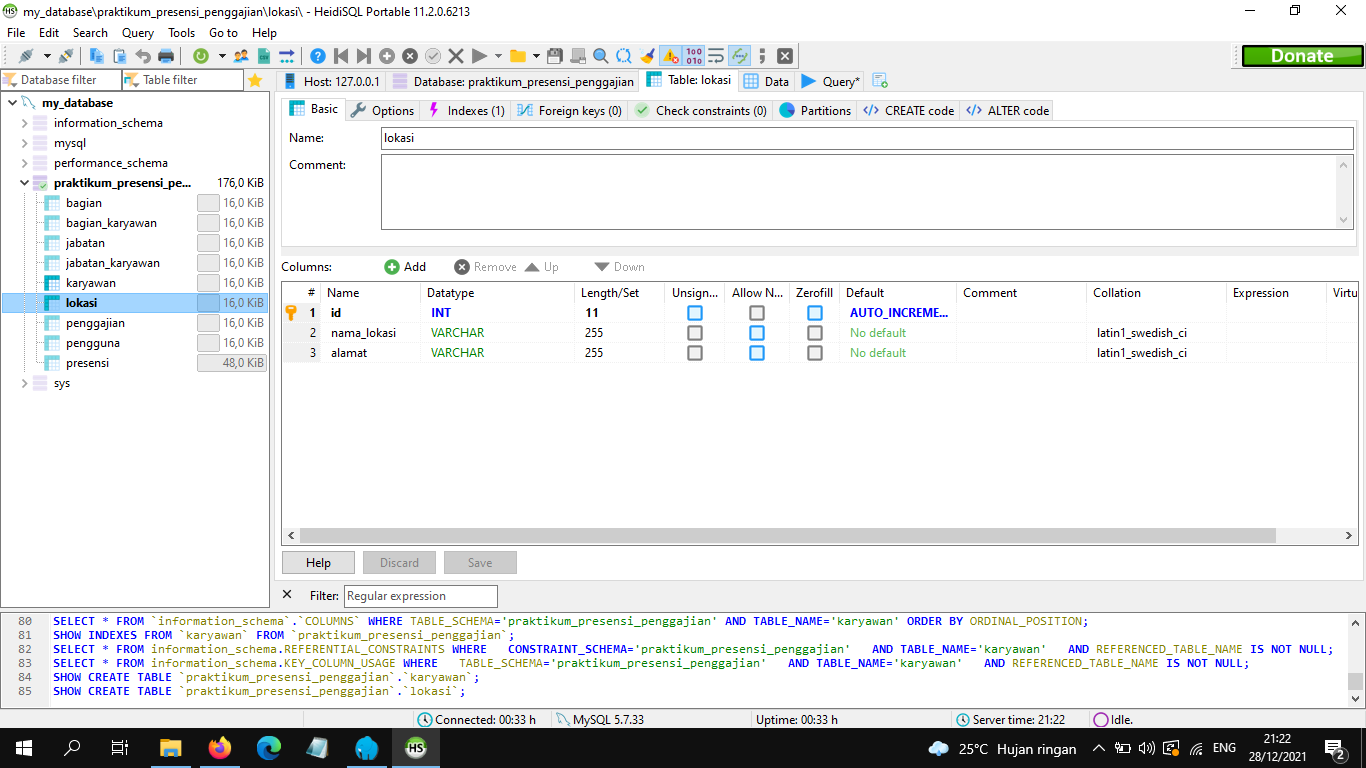 my_database\praktikum_presensi_penggajian\lokasi\ - HeidiSQL Portable 11.2.0.6213
File Edit Search Query Tools Go to Help
Donate
Database filter Table filter
Host: 127.0.0.1 Database: praktikum_presensi_penggajian Table: lokasi Data Query*
my_database
information_schema
mysql
performance_schema
praktikum_presensi_pe... 176,0 KiB
bagian 16,0 KiB
bagian_karyawan 16,0 KiB
jabatan 16,0 KiB
jabatan_karyawan 16,0 KiB
karyawan 16,0 KiB
lokasi 16,0 KiB
penggajian 16,0 KiB
pengguna 16,0 KiB
presensi 48,0 KiB
sys
Basic Options Indexes (1) Foreign keys (0) Check constraints (0) Partitions CREATE code ALTER code
Name: lokasi
Comment:
Columns: Add Remove Up Down
# Name Datatype Length/Set Unsign... Allow N... Zerofill Default Comment Collation Expression Virtu
1 id INT 11 AUTO_INCREME...
2 nama_lokasi VARCHAR 255 No default latin1_swedish_ci
3 alamat VARCHAR 255 No default latin1_swedish_ci
Help Discard Save
Filter: Regular expression
80 SELECT * FROM `information_schema`.`COLUMNS` WHERE TABLE_SCHEMA='praktikum_presensi_penggajian' AND TABLE_NAME='karyawan' ORDER BY ORDINAL_POSITION;
81 SHOW INDEXES FROM `karyawan` FROM `praktikum_presensi_penggajian`;
82 SELECT * FROM information_schema.REFERENTIAL_CONSTRAINTS WHERE   CONSTRAINT_SCHEMA='praktikum_presensi_penggajian'   AND TABLE_NAME='karyawan'   AND REFERENCED_TABLE_NAME IS NOT NULL;
83 SELECT * FROM information_schema.KEY_COLUMN_USAGE WHERE   TABLE_SCHEMA='praktikum_presensi_penggajian'   AND TABLE_NAME='karyawan'   AND REFERENCED_TABLE_NAME IS NOT NULL;
84 SHOW CREATE TABLE `praktikum_presensi_penggajian`.`karyawan`;
85 SHOW CREATE TABLE `praktikum_presensi_penggajian`.`lokasi`;
Connected: 00:33 h MySQL 5.7.33 Uptime: 00:33 h Server time: 21:22 Idle.
HS 25°C Hujan ringan ENG 21:22
28/12/2021 2